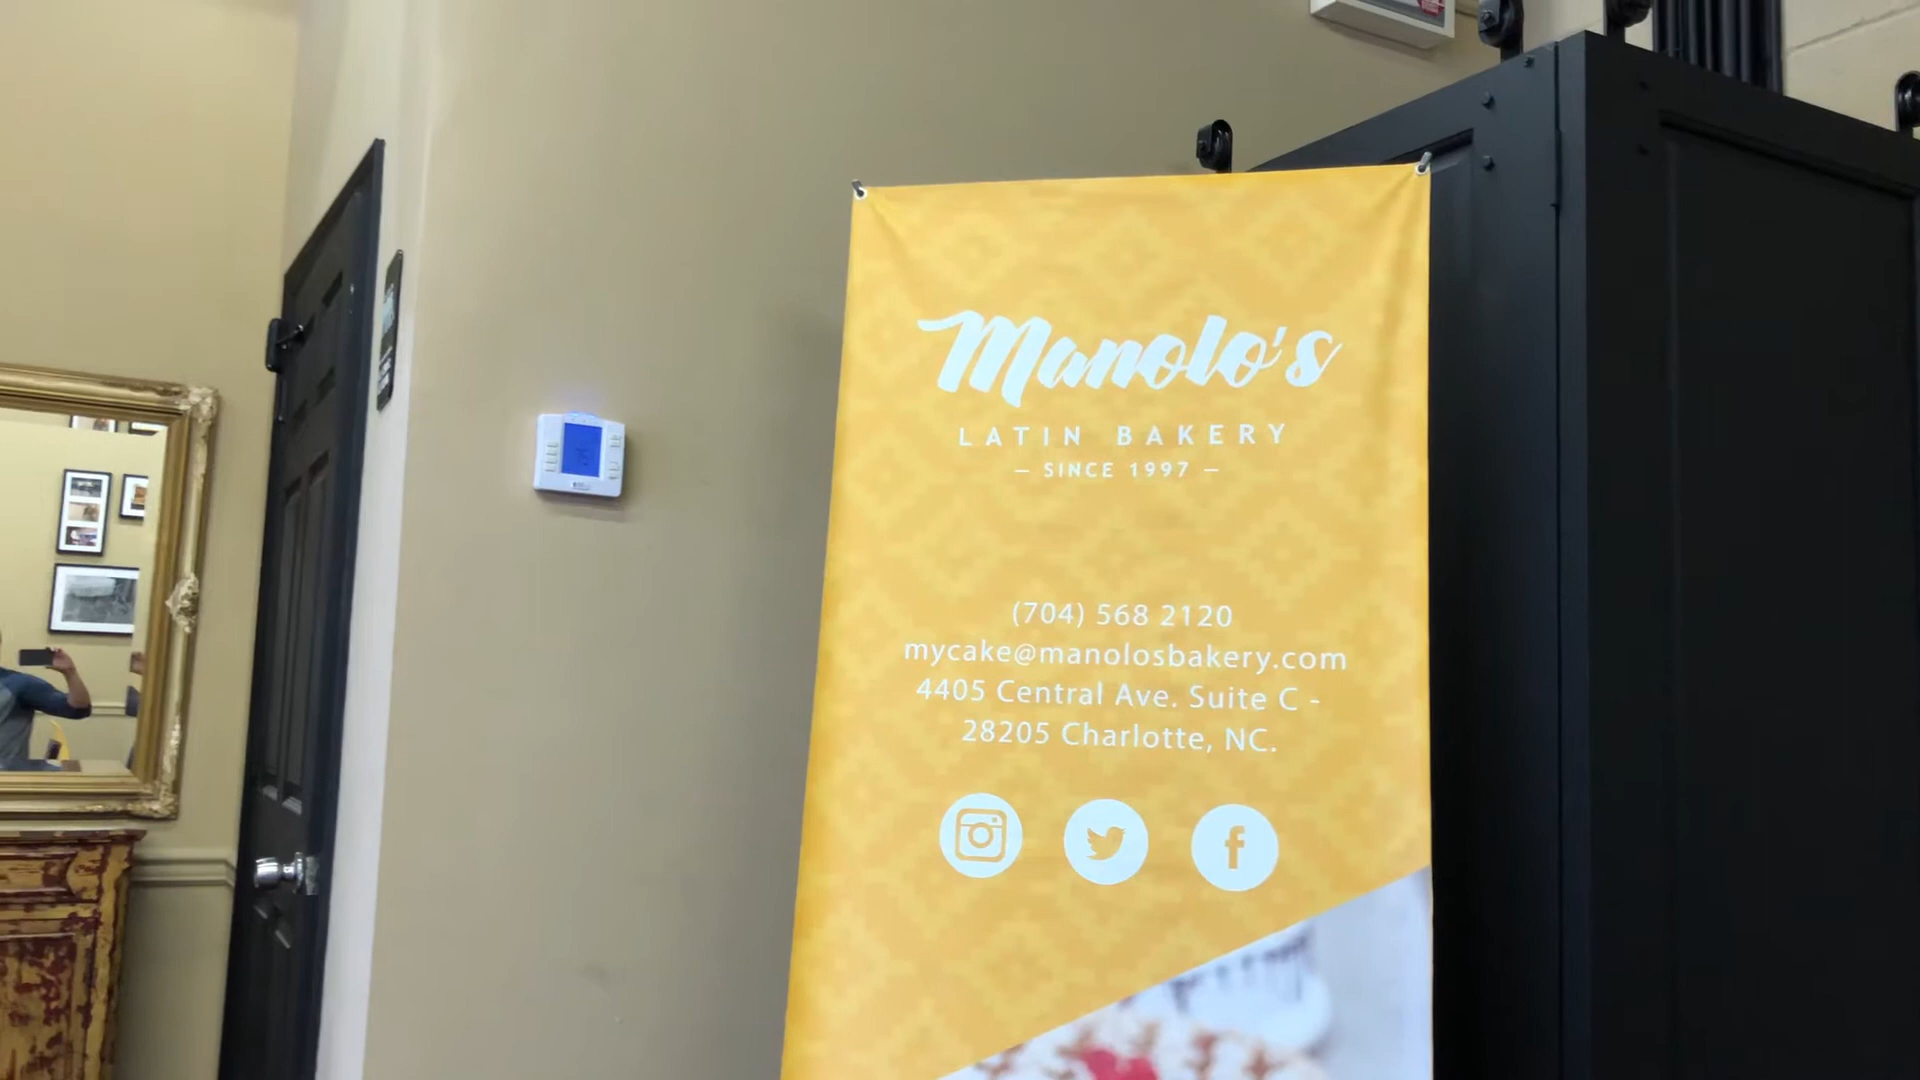 Manolo's
LATIN BAKERY
— SINCE 1997 —
(704) 568 2120
mycake@manolosbakery.com
4405 Central Ave. Suite C -
28205 Charlotte, NC.